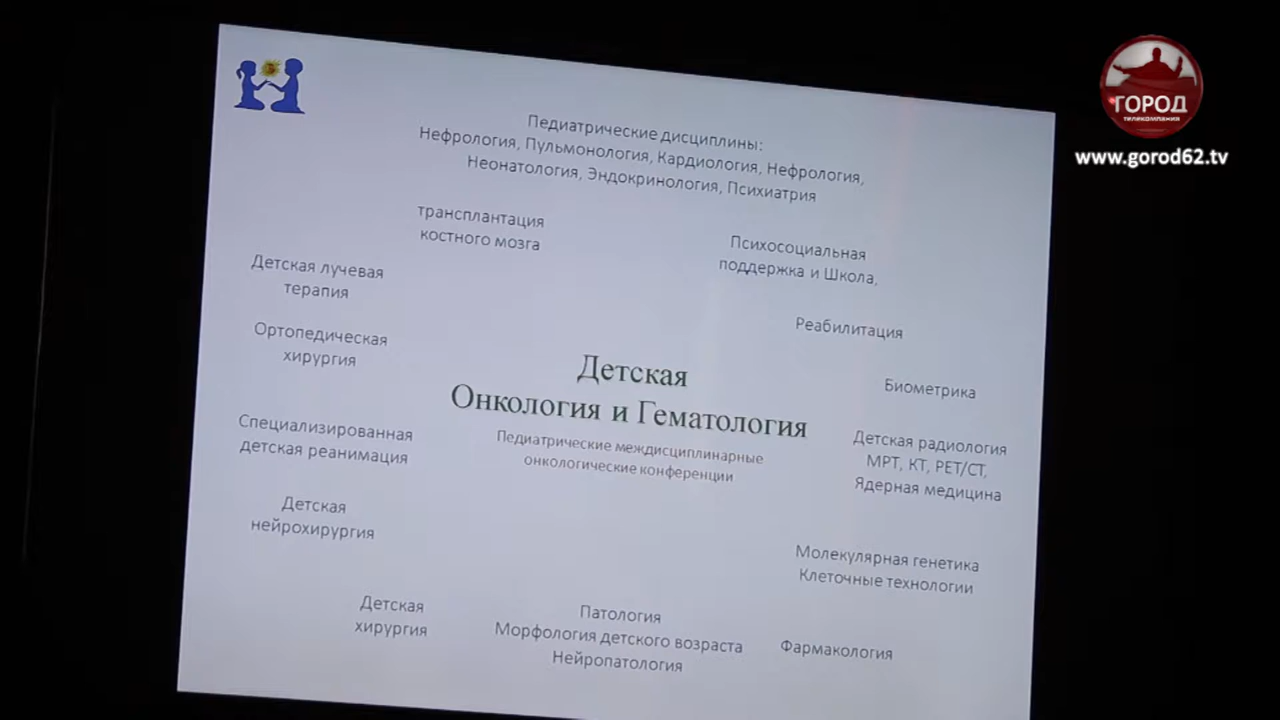 ГОРОД
телекомпания
www.gorod62.tv
Педиатрические дисциплины:
Нефрология, Пульмонология, Кардиология, Нефрология,
Неонатология, Эндокринология, Психиатрия
трансплантация
костного мозга
Психосоциальная
поддержка и Школа,
Детская лучевая
терапия
Реабилитация
Ортопедическая
хирургия
Детская
Онкология и Гематология
Педиатрические междисциплинарные
онкологические конференции
Биометрика
Специализированная
детская реанимация
Детская радиология
МРТ, КТ, РЕТ/СТ,
Ядерная медицина
Детская
нейрохирургия
Молекулярная генетика
Клеточные технологии
Детская
хирургия
Патология
Морфология детского возраста
Нейропатология
Фармакология